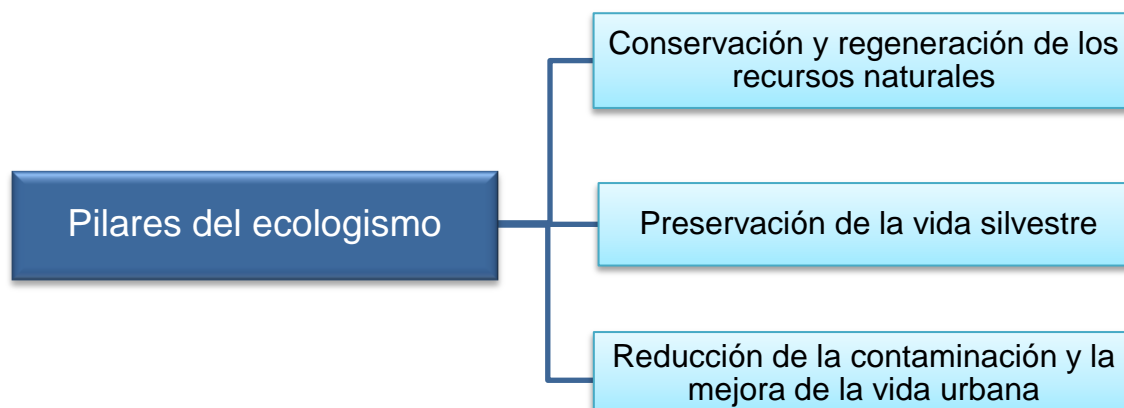 Conservación y regeneración de los
recursos naturales
Pilares del ecologismo
Preservación de la vida silvestre
Reducción de la contaminación y la
mejora de la vida urbana